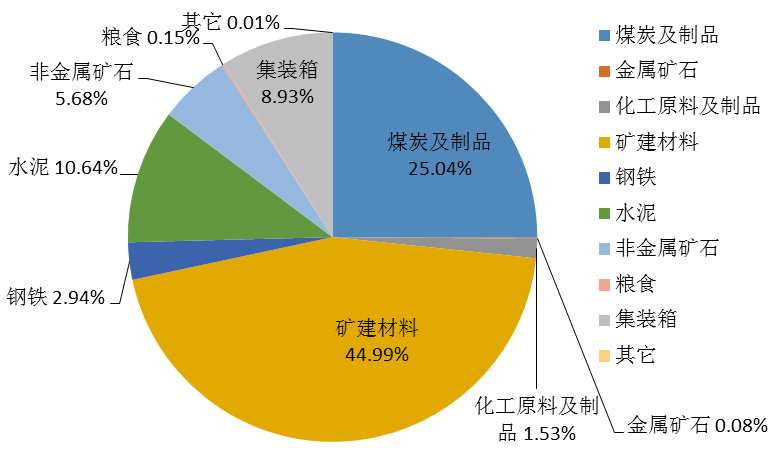 其它 0.01%
粮食 0.15%
集装箱
8.93%
非金属矿石
5.68%
水泥 10.64%
钢铁 2.94%
煤炭及制品
25.04%
矿建材料
44.99%
化工原料及制
品 1.53%
金属矿石 0.08%
煤炭及制品
金属矿石
化工原料及制品
矿建材料
钢铁
水泥
非金属矿石
粮食
集装箱
其它